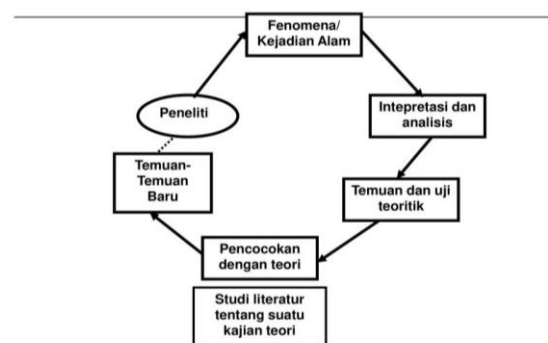 Fenomena/
Kejadian Alam
Peneliti
Intepretasi dan
analisis
Temuan-
Temuan
Baru
Temuan dan uji
teoritik
Pencocokan
dengan teori
Studi literatur
tentang suatu
kajian teori